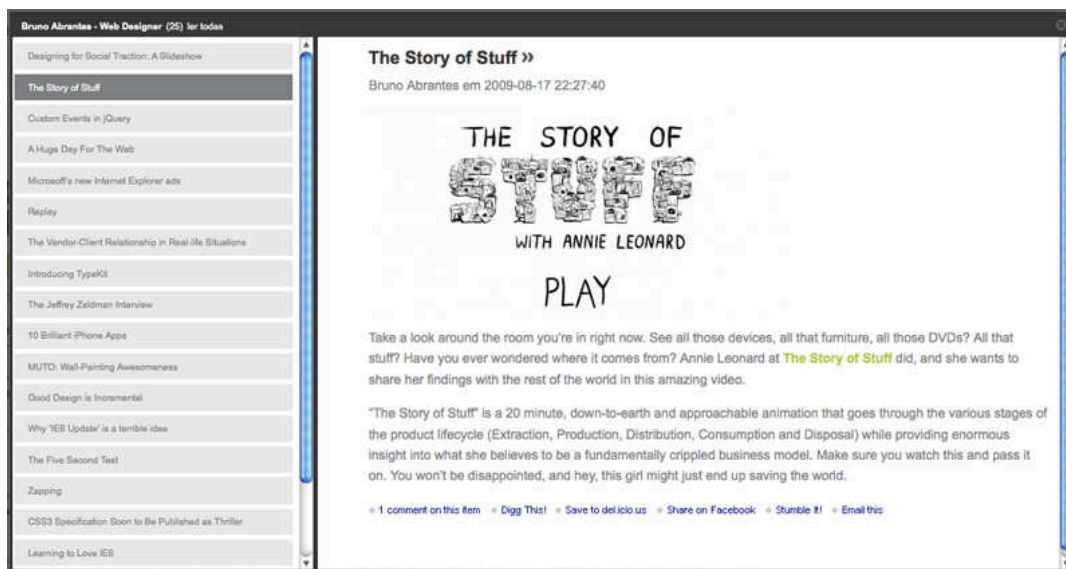 Bruno Abrantes - Web Designer (25) ler todas
Designing for Social Traction: A Slideshow
The Story of Stuff
Custom Events in jQuery
A Huge Day For The Web
Microsoft's new Internet Explorer ads
Replay
The Vendor-Client Relationship in Real-life Situations
Introducing TypeKit
The Jeffrey Zeldman Interview
10 Brilliant iPhone Apps
MUTO: Wall-Painting Awesomeness
Good Design is Incremental
Why 'IE6 Update' is a terrible idea
The Five Second Test
Zapping
CSS3 Specification Soon to Be Published as Thriller
Learning to Love IE6
The Story of Stuff »
Bruno Abrantes em 2009-08-17 22:27:40
THE STORY OF
STUFF
WITH ANNIE LEONARD
PLAY
Take a look around the room you're in right now. See all those devices, all that furniture, all those DVDs? All that
stuff? Have you ever wondered where it comes from? Annie Leonard at The Story of Stuff did, and she wants to
share her findings with the rest of the world in this amazing video.
"The Story of Stuff" is a 20 minute, down-to-earth and approachable animation that goes through the various stages of
the product lifecycle (Extraction, Production, Distribution, Consumption and Disposal) while providing enormous
insight into what she believes to be a fundamentally crippled business model. Make sure you watch this and pass it
on. You won't be disappointed, and hey, this girl might just end up saving the world.
1 comment on this item Digg This! Save to del.icio.us Share on Facebook Stumble It! Email this